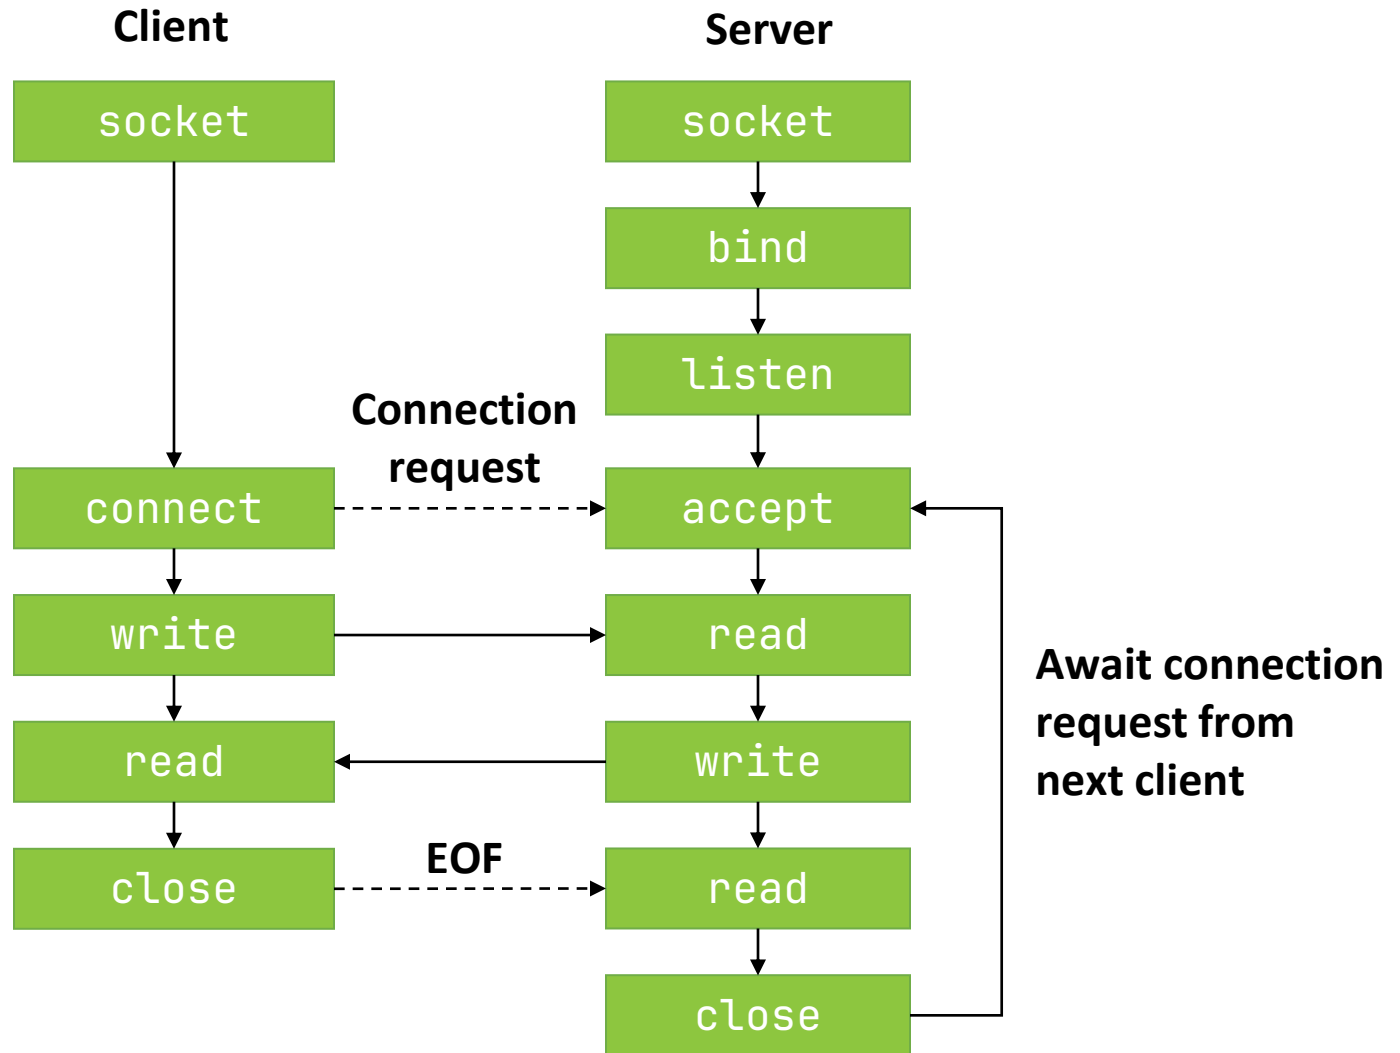 Client
Server
socket
socket
bind
listen
Connection
request
connect
accept
write
read
Await connection
request from
next client
read
write
EOF
close
read
close